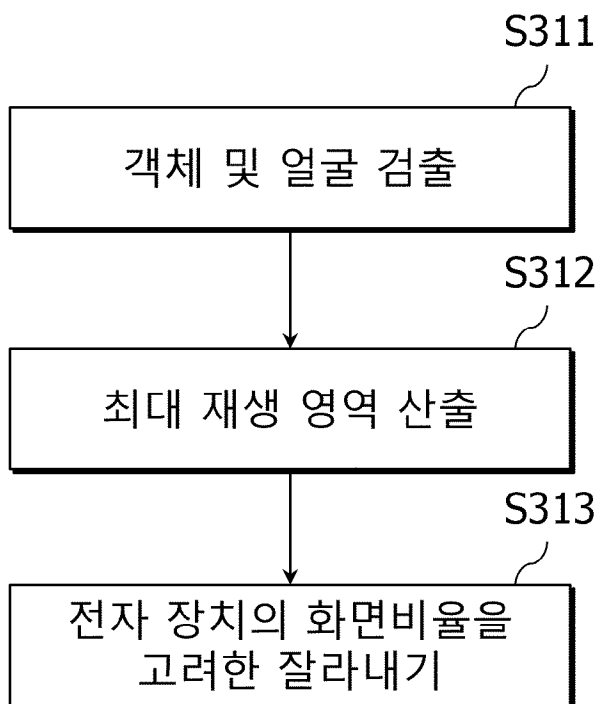 S311
객체 및 얼굴 검출
S312
최대 재생 영역 산출
S313
전자 장치의 화면비율을
고려한 잘라내기